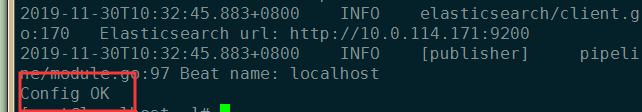 2019-11-30T10:32:45.883+0800 INFO elasticsearch/client.g
o:170 Elasticsearch url: http://10.0.114.171:9200
2019-11-30T10:32:45.883+0800 INFO [publisher] pipeli
ne/module.go:97 Beat name: localhost
Config OK